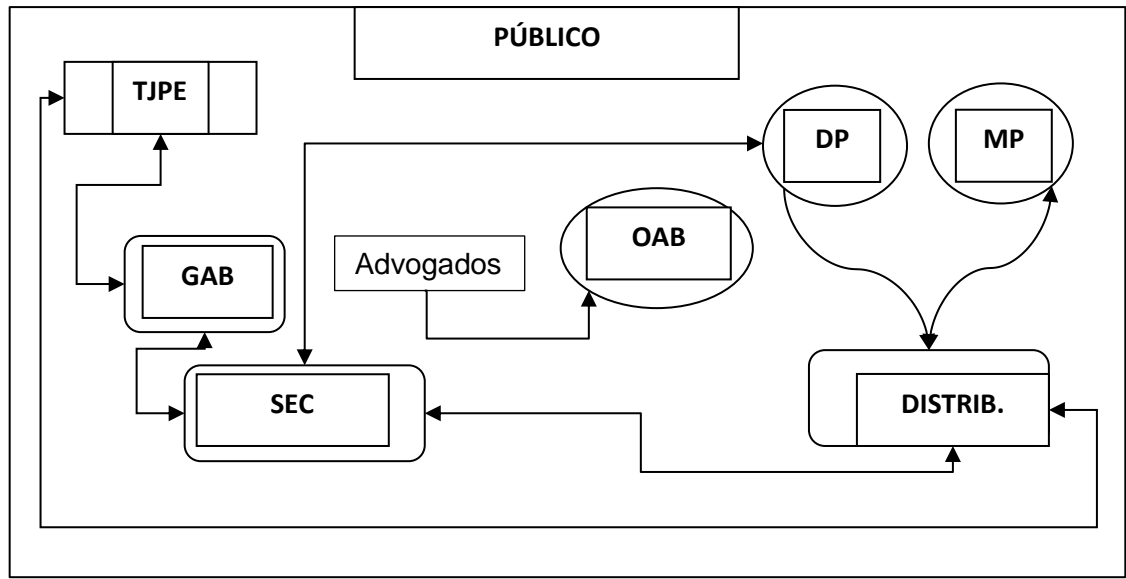 PÚBLICO
TJPE
DP
MP
OAB
Advogados
GAB
SEC
DISTRIB.